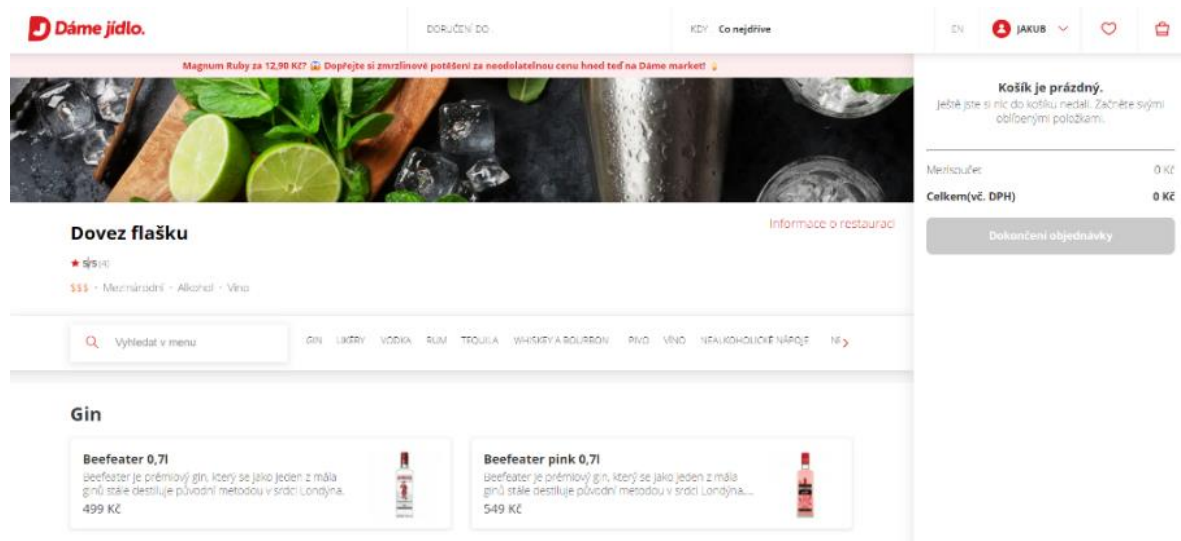 Dáme jídlo.
DORUČENÍ DO
KDY Co nejdříve
EN
JAKUB
Magnum Ruby za 12,90 Kč? 😱 Dopřejte si zmrzlinové potěšení za neodolatelnou cenu hned teď na Dáme market! 🍦
Dovez flašku
Informace o restauraci
★ 5/5 (4)
$$$ • Mezinárodní • Alkohol • Vína
Vyhledat v menu
GIN LIKÉRY VODKA RUM TEQUILA WHISKEY A BOURBON PIVO VÍNO NEALKOHOLICKÉ NÁPOJE
Gin
Beefeater 0,7l
Beefeater je prémiový gin, který se jako jeden z mála
ginů stále destiluje původní metodou v srdci Londýna.
499 Kč
Beefeater pink 0,7l
Beefeater je prémiový gin, který se jako jeden z mála
ginů stále destiluje původní metodou v srdci Londýna,...
549 Kč
Košík je prázdný.
Ještě jste si nic do košíku nedali. Začněte svými
oblíbenými položkami.
Mezisoučet 0 Kč
Celkem(vč. DPH) 0 Kč
Dokončení objednávky